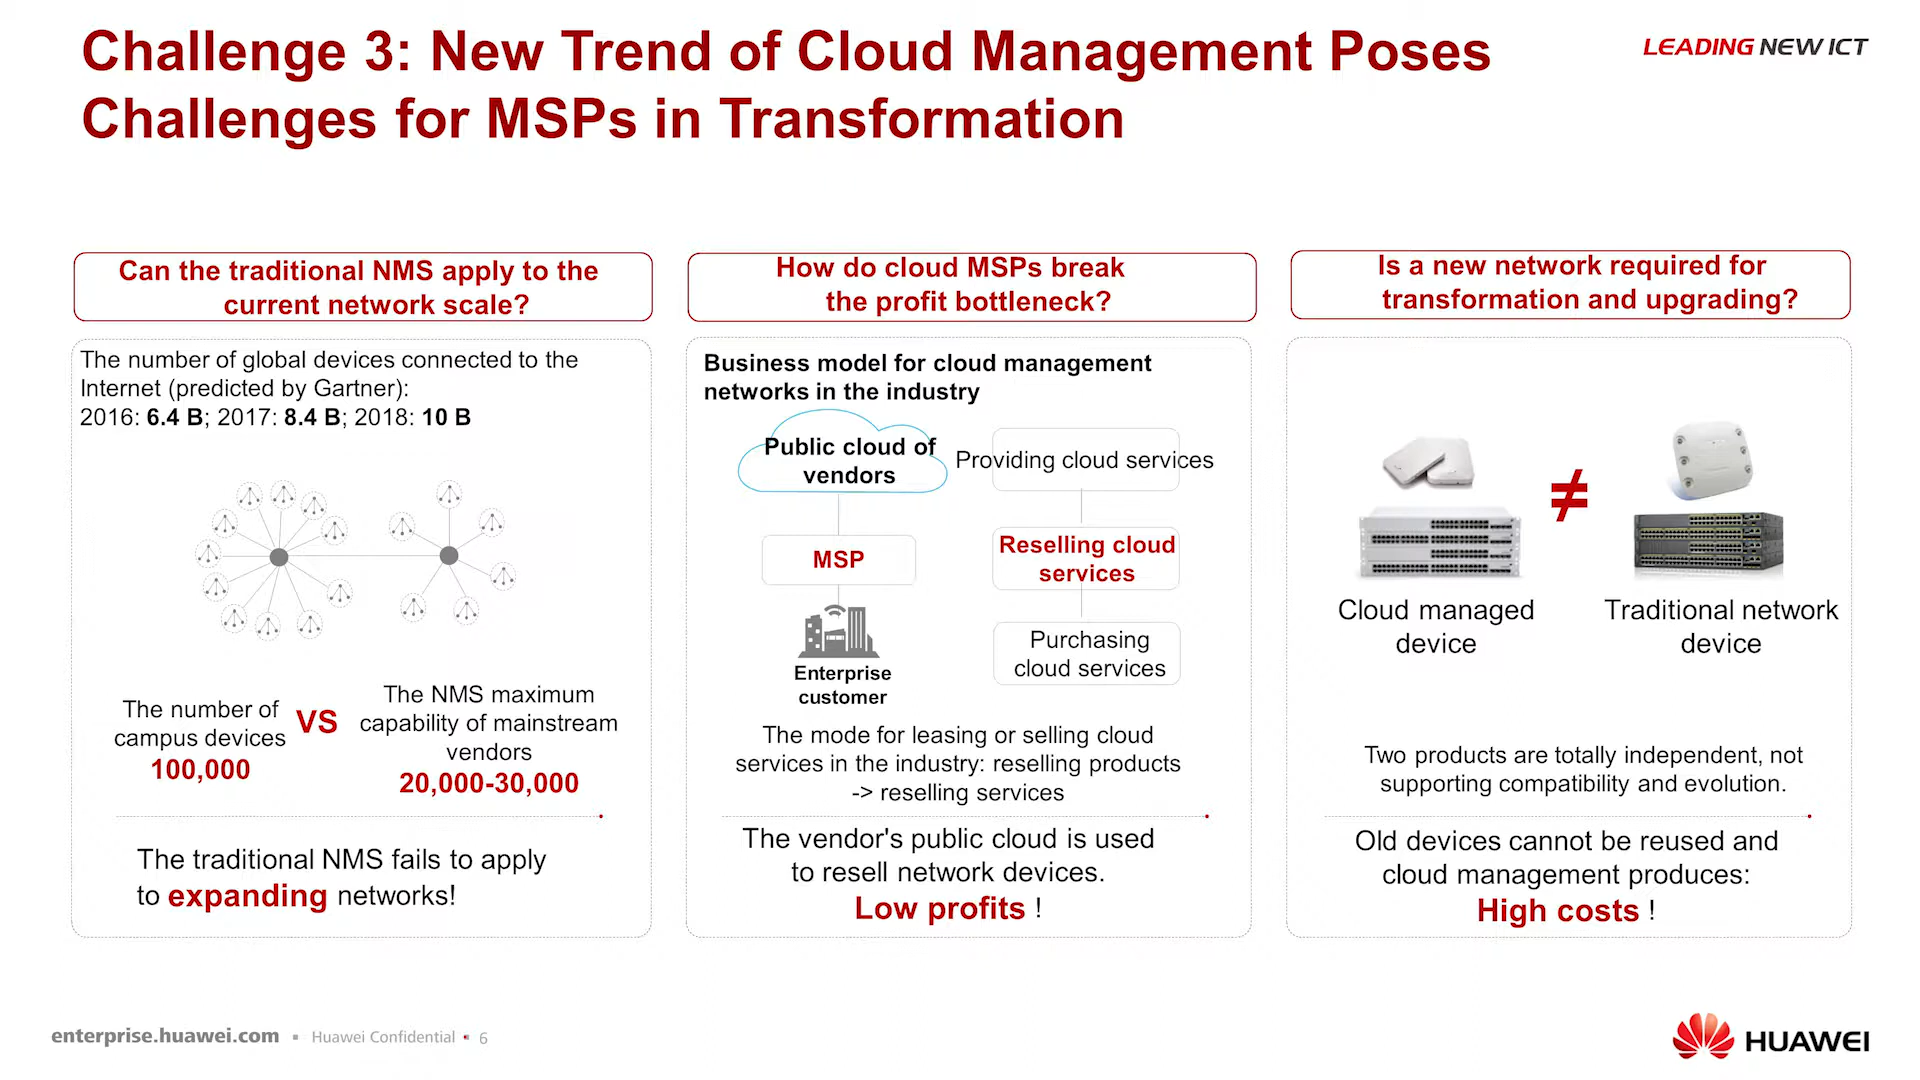 Challenge 3: New Trend of Cloud Management Poses
Challenges for MSPs in Transformation
LEADING NEW ICT
Can the traditional NMS apply to the
current network scale?
The number of global devices connected to the
Internet (predicted by Gartner):
2016: 6.4 B; 2017: 8.4 B; 2018: 10 B
The number of
campus devices
100,000
VS
The NMS maximum
capability of mainstream
vendors
20,000-30,000
The traditional NMS fails to apply
to expanding networks!
How do cloud MSPs break
the profit bottleneck?
Business model for cloud management
networks in the industry
Public cloud of
vendors
Providing cloud services
MSP
Reselling cloud
services
Enterprise
customer
Purchasing
cloud services
The mode for leasing or selling cloud
services in the industry: reselling products
-> reselling services
The vendor's public cloud is used
to resell network devices.
Low profits !
Is a new network required for
transformation and upgrading?
≠
Cloud managed
device
Traditional network
device
Two products are totally independent, not
supporting compatibility and evolution.
Old devices cannot be reused and
cloud management produces:
High costs !
enterprise.huawei.com ▪ Huawei Confidential ▪ 6
HUAWEI